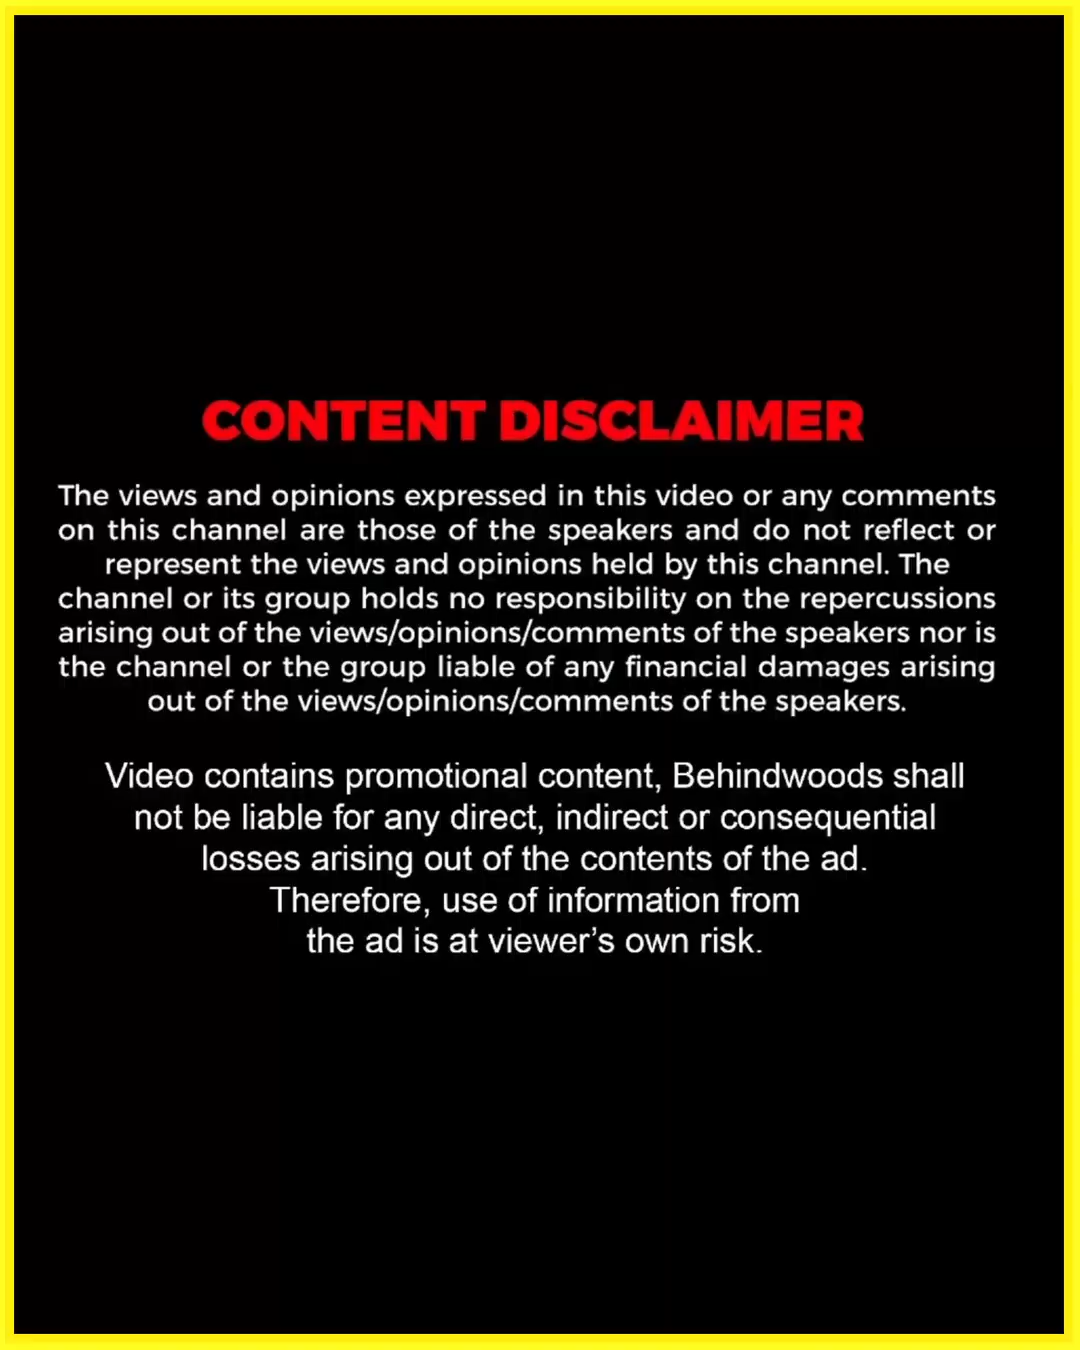 CONTENT DISCLAIMER
The views and opinions expressed in this video or any comments
on this channel are those of the speakers and do not reflect or
represent the views and opinions held by this channel. The
channel or its group holds no responsibility on the repercussions
arising out of the views/opinions/comments of the speakers nor is
the channel or the group liable of any financial damages arising
out of the views/opinions/comments of the speakers.
Video contains promotional content, Behindwoods shall
not be liable for any direct, indirect or consequential
losses arising out of the contents of the ad.
Therefore, use of information from
the ad is at viewer’s own risk.